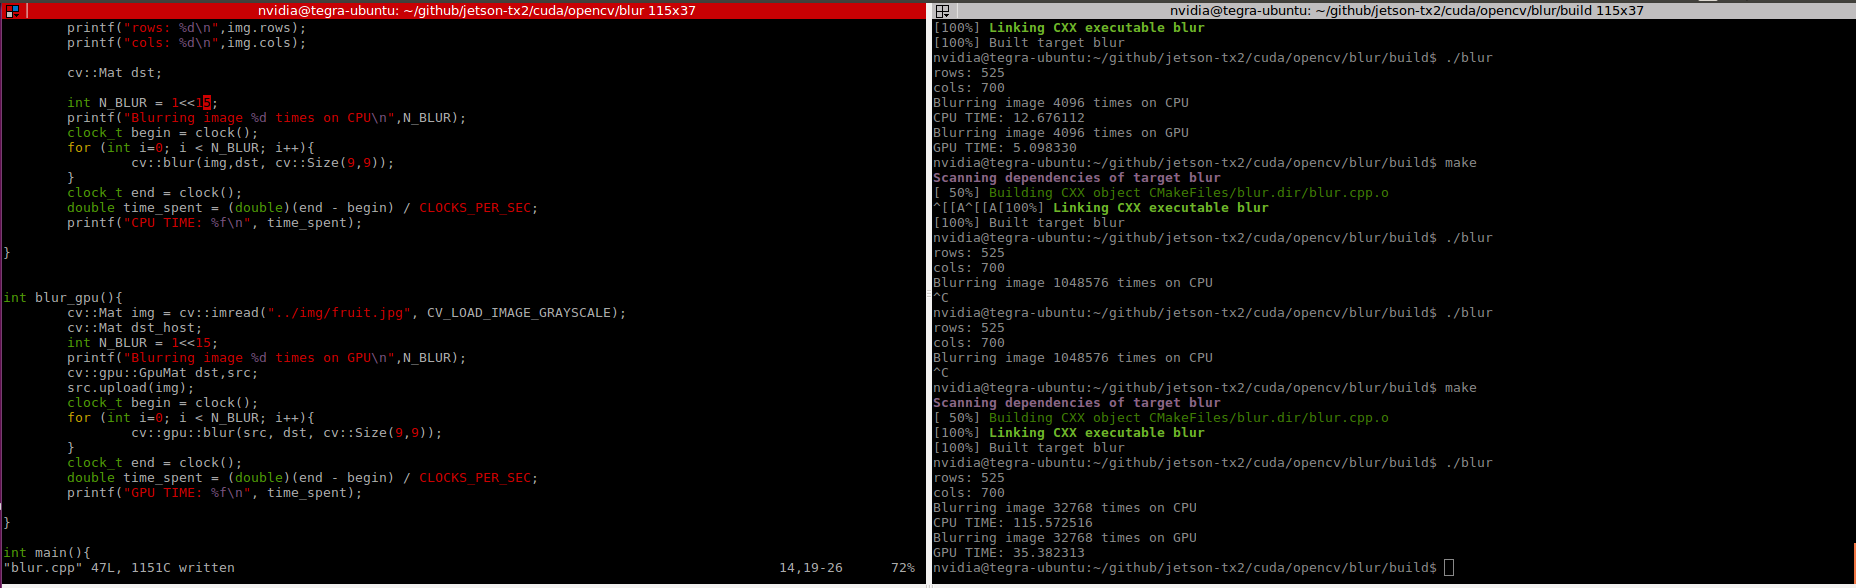 nvidia@tegra-ubuntu: ~/github/jetson-tx2/cuda/opencv/blur 115x37
printf("rows: %d\n",img.rows);
printf("cols: %d\n",img.cols);
cv::Mat dst;
int N_BLUR = 1<<15;
printf("Blurring image %d times on CPU\n",N_BLUR);
clock_t begin = clock();
for (int i=0; i < N_BLUR; i++){
cv::blur(img,dst, cv::Size(9,9));
}
clock_t end = clock();
double time_spent = (double)(end - begin) / CLOCKS_PER_SEC;
printf("CPU TIME: %f\n", time_spent);
}
int blur_gpu(){
cv::Mat img = cv::imread("../img/fruit.jpg", CV_LOAD_IMAGE_GRAYSCALE);
cv::Mat dst_host;
int N_BLUR = 1<<15;
printf("Blurring image %d times on GPU\n",N_BLUR);
cv::gpu::GpuMat dst,src;
src.upload(img);
clock_t begin = clock();
for (int i=0; i < N_BLUR; i++){
cv::gpu::blur(src, dst, cv::Size(9,9));
}
clock_t end = clock();
double time_spent = (double)(end - begin) / CLOCKS_PER_SEC;
printf("GPU TIME: %f\n", time_spent);
}
int main(){
"blur.cpp" 47L, 1151C written 14,19-26 72%
nvidia@tegra-ubuntu: ~/github/jetson-tx2/cuda/opencv/blur/build 115x37
[100%] Linking CXX executable blur
[100%] Built target blur
nvidia@tegra-ubuntu:~/github/jetson-tx2/cuda/opencv/blur/build$ ./blur
rows: 525
cols: 700
Blurring image 4096 times on CPU
CPU TIME: 12.676112
Blurring image 4096 times on GPU
GPU TIME: 5.098330
nvidia@tegra-ubuntu:~/github/jetson-tx2/cuda/opencv/blur/build$ make
Scanning dependencies of target blur
[ 50%] Building CXX object CMakeFiles/blur.dir/blur.cpp.o
^[[A^[[A[100%] Linking CXX executable blur
[100%] Built target blur
nvidia@tegra-ubuntu:~/github/jetson-tx2/cuda/opencv/blur/build$ ./blur
rows: 525
cols: 700
Blurring image 1048576 times on CPU
^C
nvidia@tegra-ubuntu:~/github/jetson-tx2/cuda/opencv/blur/build$ ./blur
rows: 525
cols: 700
Blurring image 1048576 times on CPU
^C
nvidia@tegra-ubuntu:~/github/jetson-tx2/cuda/opencv/blur/build$ make
Scanning dependencies of target blur
[ 50%] Building CXX object CMakeFiles/blur.dir/blur.cpp.o
[100%] Linking CXX executable blur
[100%] Built target blur
nvidia@tegra-ubuntu:~/github/jetson-tx2/cuda/opencv/blur/build$ ./blur
rows: 525
cols: 700
Blurring image 32768 times on CPU
CPU TIME: 115.572516
Blurring image 32768 times on GPU
GPU TIME: 35.382313
nvidia@tegra-ubuntu:~/github/jetson-tx2/cuda/opencv/blur/build$